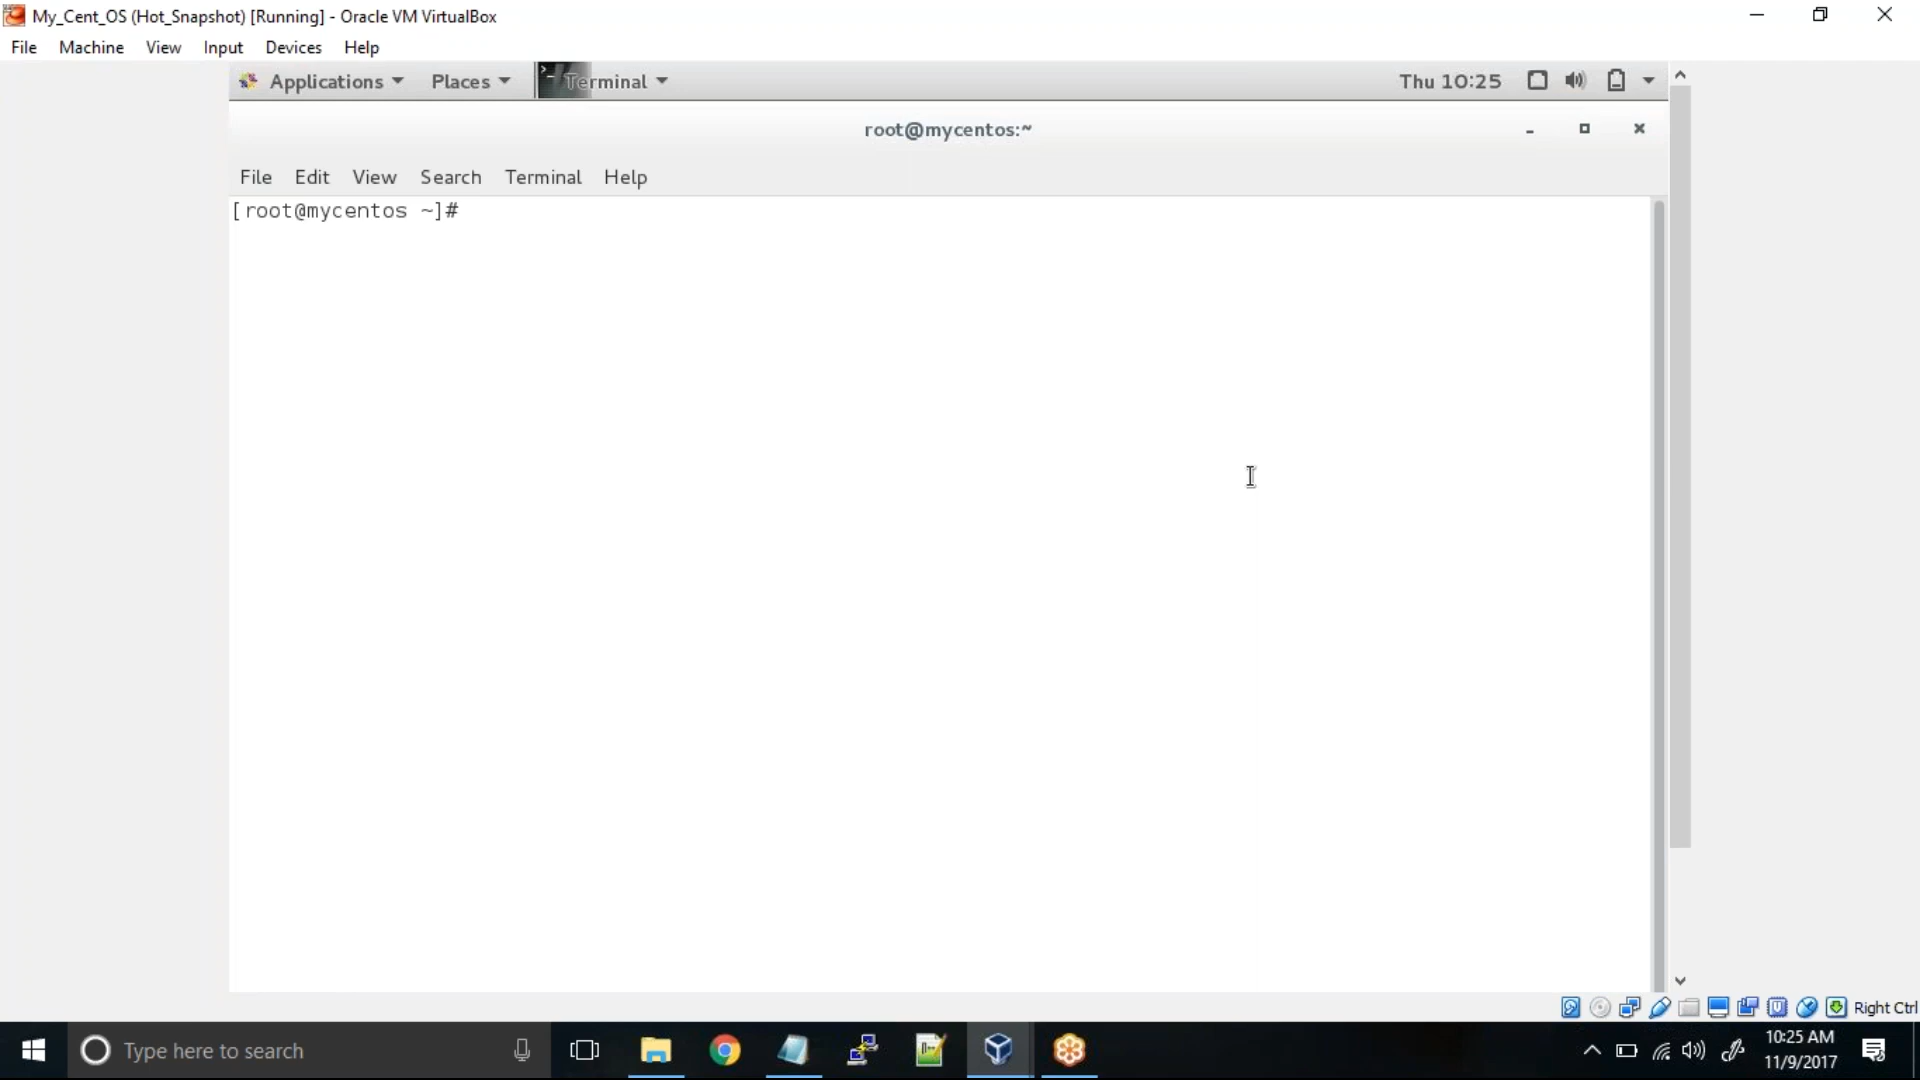 My_Cent_OS (Hot_Snapshot) [Running] - Oracle VM VirtualBox
File Machine View Input Devices Help
Applications Places Terminal Thu 10:25
root@mycentos:~
File Edit View Search Terminal Help
[root@mycentos ~]#
Right Ctrl
Type here to search
10:25 AM
11/9/2017